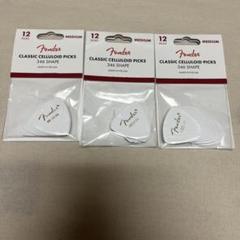 12
MEDIUM
Fender
CLASSIC CELLULOID PICKS
346 SHAPE
12
MEDIUM
Fender
CLASSIC CELLULOID PICKS
346 SHAPE
12
MEDIUM
Fender
CLASSIC CELLULOID PICKS
346 SHAPE